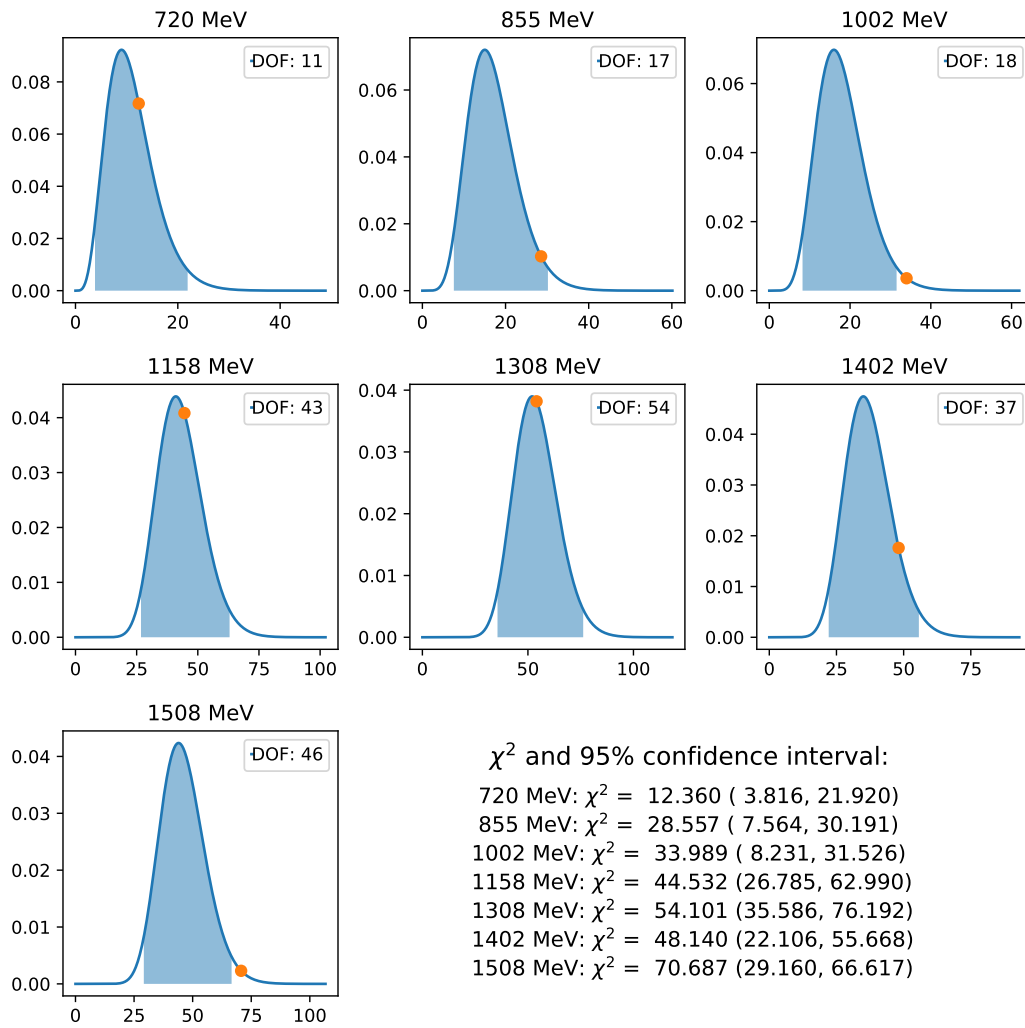 720 MeV
855 MeV
1002 MeV
DOF: 11
DOF: 17
DOF: 18
0.08
0.06
0.04
0.02
0.00
0.06
0.04
0.02
0.00
0.06
0.04
0.02
0.00
0 20 40
0 20 40 60
0 20 40 60
1158 MeV
1308 MeV
1402 MeV
DOF: 43
DOF: 54
DOF: 37
0.04
0.03
0.02
0.01
0.00
0.04
0.03
0.02
0.01
0.00
0.04
0.03
0.02
0.01
0.00
0 25 50 75 100
0 50 100
0 25 50 75
1508 MeV
DOF: 46
0.04
0.03
0.02
0.01
0.00
0 25 50 75 100
χ² and 95% confidence interval:
720 MeV: χ² = 12.360 ( 3.816, 21.920)
855 MeV: χ² = 28.557 ( 7.564, 30.191)
1002 MeV: χ² = 33.989 ( 8.231, 31.526)
1158 MeV: χ² = 44.532 (26.785, 62.990)
1308 MeV: χ² = 54.101 (35.586, 76.192)
1402 MeV: χ² = 48.140 (22.106, 55.668)
1508 MeV: χ² = 70.687 (29.160, 66.617)